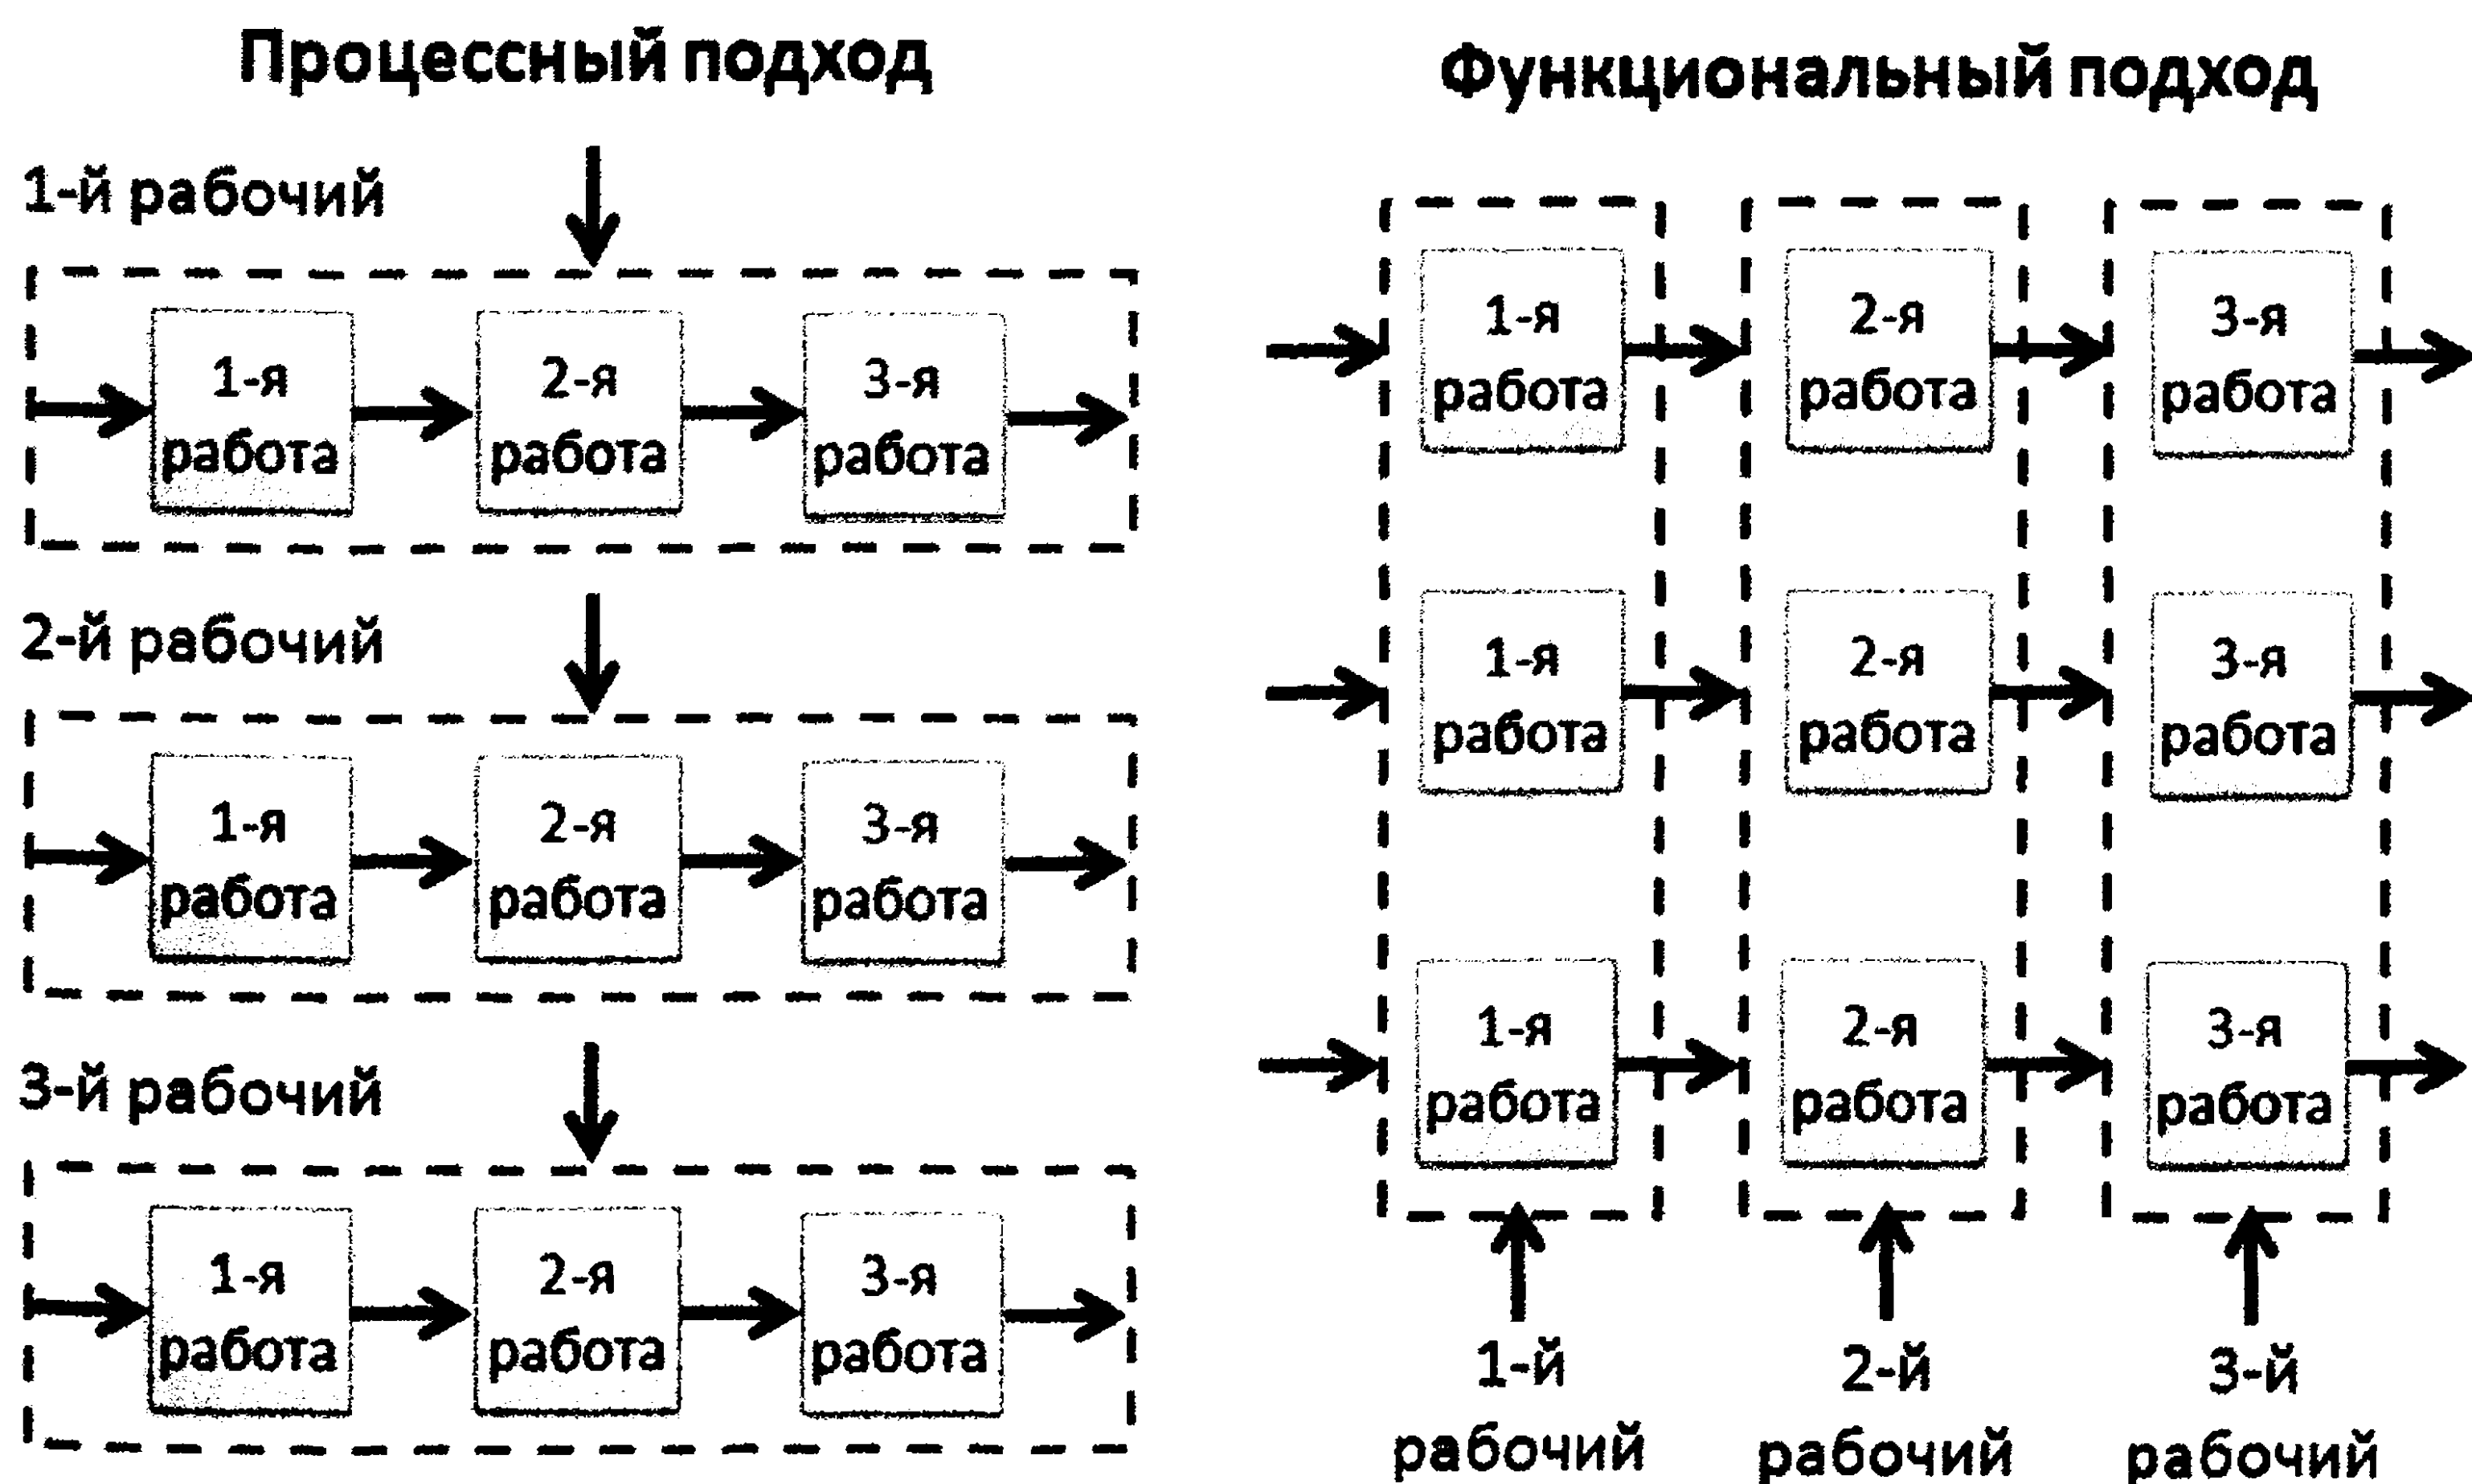 Процессный подход
1-й рабочий
1-я
работа
2-я
работа
3-я
работа
2-й рабочий
1-я
работа
2-я
работа
3-я
работа
3-й рабочий
1-я
работа
2-я
работа
3-я
работа
Функциональный подход
1-я
работа
2-я
работа
3-я
работа
1-я
работа
2-я
работа
3-я
работа
1-я
работа
2-я
работа
3-я
работа
1-й
рабочий
2-й
рабочий
3-й
рабочий